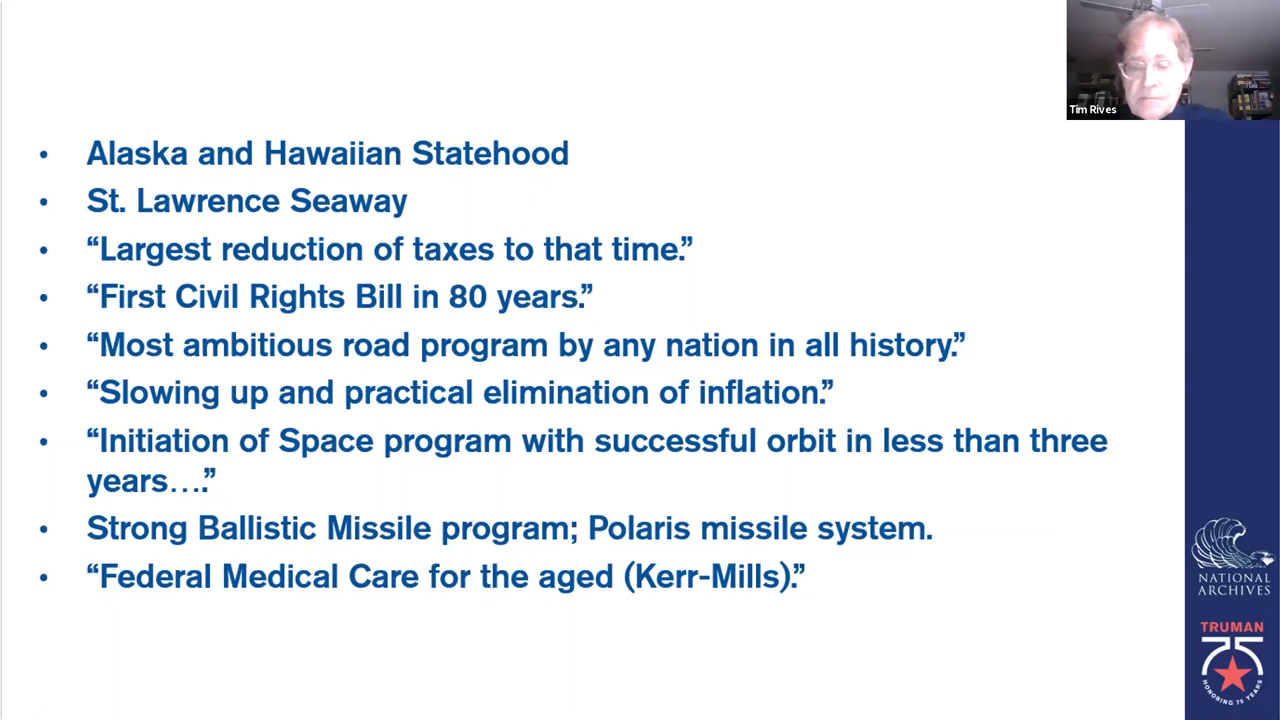 Tim Rives
• Alaska and Hawaiian Statehood
• St. Lawrence Seaway
• “Largest reduction of taxes to that time.”
• “First Civil Rights Bill in 80 years.”
• “Most ambitious road program by any nation in all history.”
• “Slowing up and practical elimination of inflation.”
• “Initiation of Space program with successful orbit in less than three
years….”
• Strong Ballistic Missile program; Polaris missile system.
• “Federal Medical Care for the aged (Kerr-Mills).”
NATIONAL
ARCHIVES
TRUMAN
75
HONORING 75 YEARS